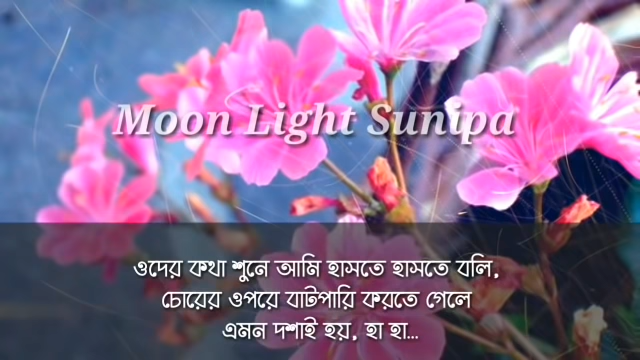 Moon Light Sunipa
ওদের কথা শুনে আমি হাসতে হাসতে বলি,
চোরের ওপরে বাটপারি করতে গেলে
এমন দশাই হয়, হা হা...